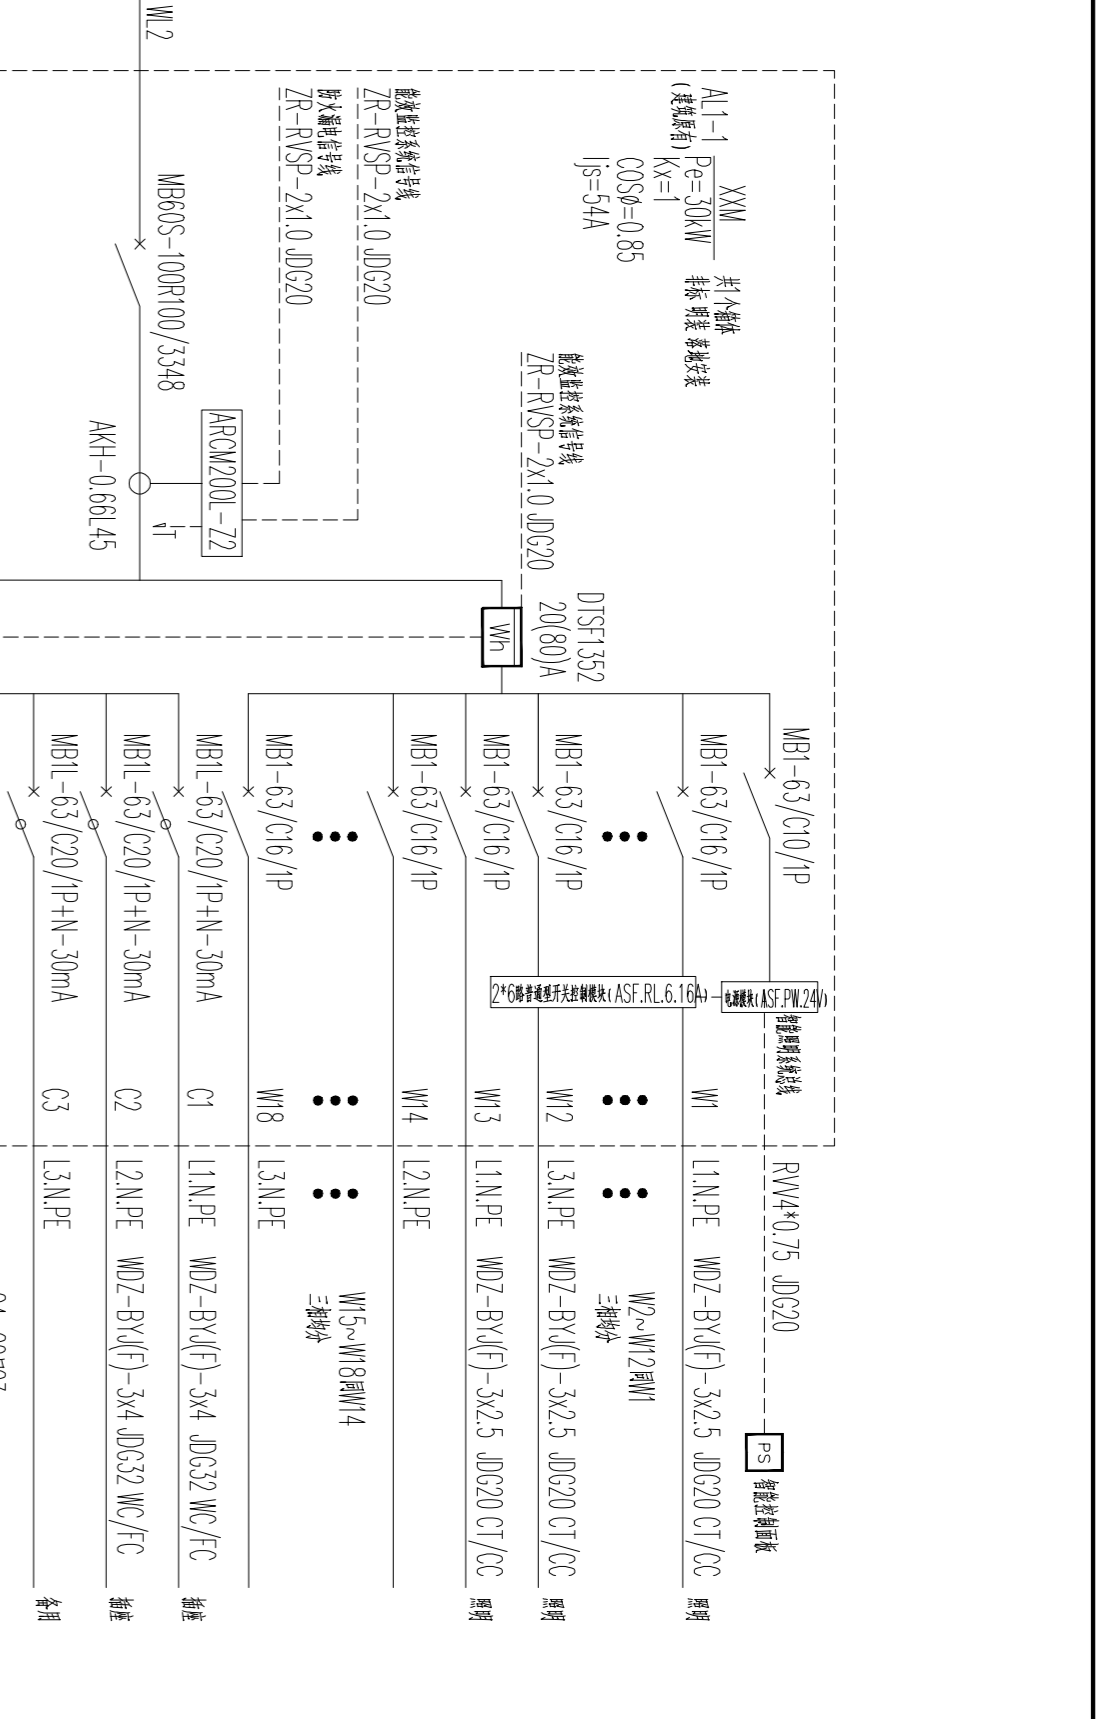 WL2
AL1-1
(建筑原有)
XXM
Pe=30kW
Kx=1
COSø=0.85
Ijs=54A
共1个箱体
非标 明装 落地安装
能效监控系统信号线
ZR-RVSP-2x1.0 JDG20
防火漏电信号线
ZR-RVSP-2x1.0 JDG20
MB60S-100R100/3348
ARCM200L-Z2
AKH-0.66L45
T
能效监控系统信号线
ZR-RVSP-2x1.0 JDG20
DTSF1352
20(80)A
Wh
MB1-63/C10/1P
电源模块(ASF.PW.24V)
智能照明系统总线
RVV4*0.75 JDG20
PS
智能控制面板
MB1-63/C16/1P
2*6路普通型开关控制模块(ASF.RL.6.16A)
W1
L1.N.PE
WDZ-BYJ(F)-3x2.5 JDG20 CT/CC
照明
W2~W12同W1
三相均分
MB1-63/C16/1P
W12
L3.N.PE
WDZ-BYJ(F)-3x2.5 JDG20 CT/CC
照明
MB1-63/C16/1P
W13
L1.N.PE
WDZ-BYJ(F)-3x2.5 JDG20 CT/CC
照明
MB1-63/C16/1P
W14
L2.N.PE
W15~W18同W14
三相均分
MB1-63/C16/1P
W18
L3.N.PE
MB1L-63/C20/1P+N-30mA
C1
L1.N.PE
WDZ-BYJ(F)-3x4 JDG32 WC/FC
插座
MB1L-63/C20/1P+N-30mA
C2
L2.N.PE
WDZ-BYJ(F)-3x4 JDG32 WC/FC
插座
MB1L-63/C20/1P+N-30mA
C3
L3.N.PE
备用